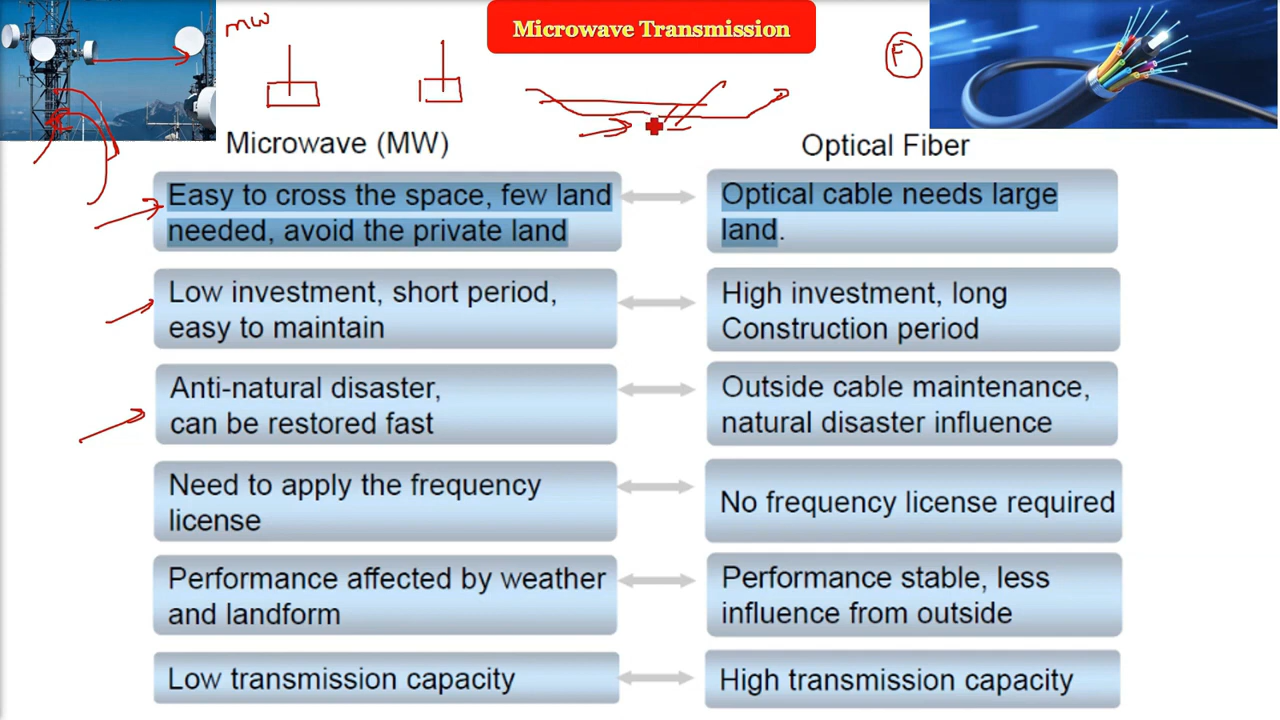 mw
Microwave Transmission
F
Microwave (MW)
Optical Fiber
Easy to cross the space, few land
needed, avoid the private land
Optical cable needs large
land.
Low investment, short period,
easy to maintain
High investment, long
Construction period
Anti-natural disaster,
can be restored fast
Outside cable maintenance,
natural disaster influence
Need to apply the frequency
license
No frequency license required
Performance affected by weather
and landform
Performance stable, less
influence from outside
Low transmission capacity
High transmission capacity